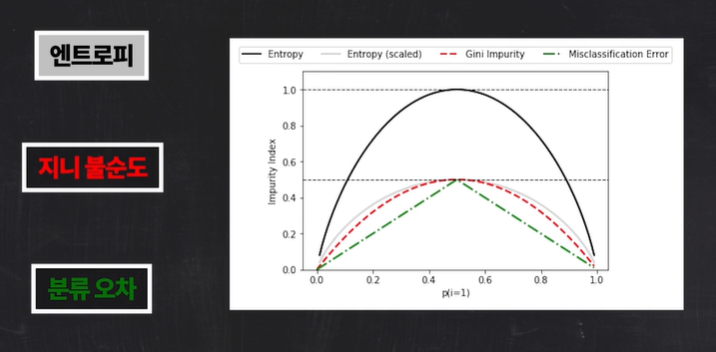 엔트로피
지니 불순도
분류 오차
Entropy
Entropy (scaled)
Gini Impurity
Misclassification Error
1.0
0.8
0.6
0.4
0.2
0.0
Impurity Index
0.0
0.2
0.4
0.6
0.8
1.0
p(i=1)